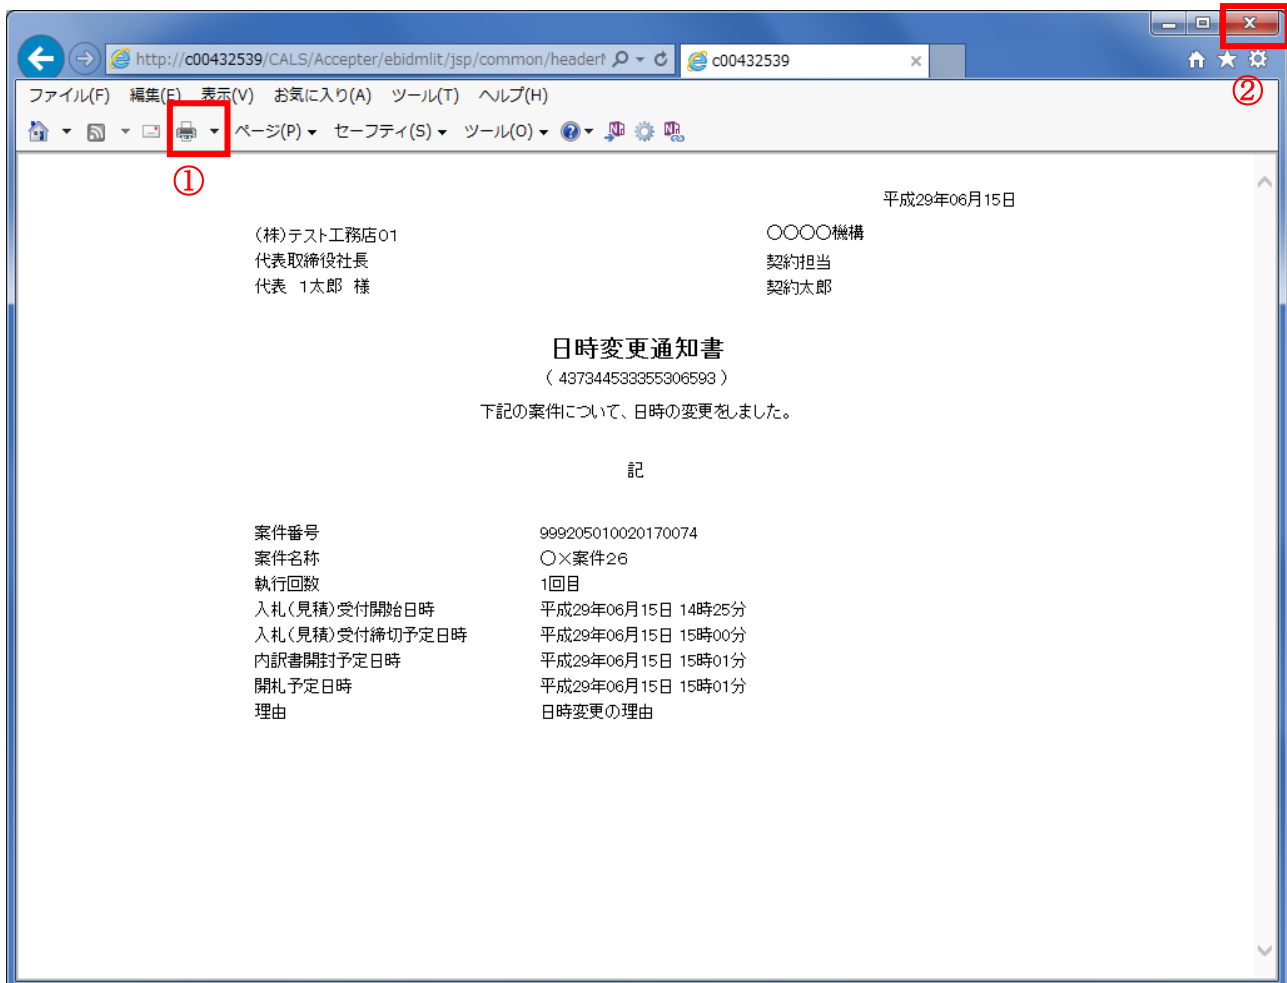 http://c00432539/CALS/Accepter/ebidmlit/jsp/common/header
c00432539
ファイル(F) 編集(E) 表示(V) お気に入り(A) ツール(T) ヘルプ(H)
②
ページ(P) セーフティ(S) ツール(O)
①
平成29年06月15日
(株)テスト工務店01
〇〇〇〇機構
代表取締役社長
契約担当
代表 1太郎 様
契約太郎
日時変更通知書
( 437344533355306593 )
下記の案件について、日時の変更をしました。
記
案件番号 999205010020170074
案件名称 〇×案件26
執行回数 1回目
入札(見積)受付開始日時 平成29年06月15日 14時25分
入札(見積)受付締切予定日時 平成29年06月15日 15時00分
内訳書開封予定日時 平成29年06月15日 15時01分
開札予定日時 平成29年06月15日 15時01分
理由 日時変更の理由